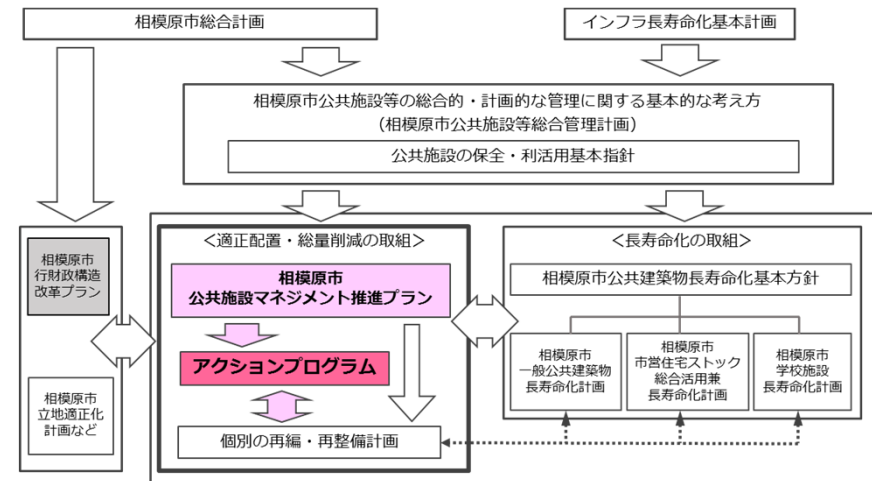 相模原市総合計画
インフラ長寿命化基本計画
相模原市公共施設等の総合的・計画的な管理に関する基本的な考え方
(相模原市公共施設等総合管理計画)
公共施設の保全・利活用基本指針
相模原市
行財政構造
改革プラン
相模原市
立地適正化
計画など
＜適正配置・総量削減の取組＞
相模原市
公共施設マネジメント推進プラン
アクションプログラム
個別の再編・再整備計画
＜長寿命化の取組＞
相模原市公共建築物長寿命化基本方針
相模原市
一般公共建築物
長寿命化計画
相模原市
市営住宅ストック
総合活用兼
長寿命化計画
相模原市
学校施設
長寿命化計画